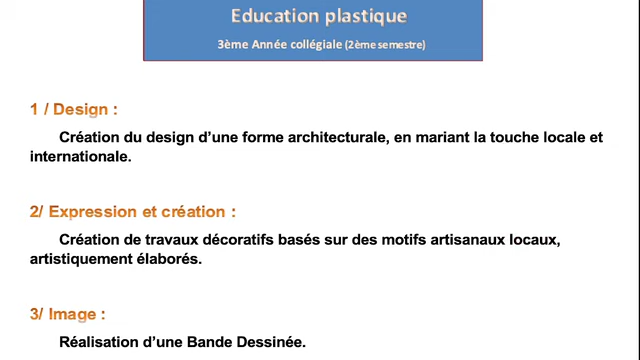 Education plastique
3ème Année collégiale (2ème semestre)
1 / Design :
Création du design d’une forme architecturale, en mariant la touche locale et
internationale.
2/ Expression et création :
Création de travaux décoratifs basés sur des motifs artisanaux locaux,
artistiquement élaborés.
3/ Image :
Réalisation d’une Bande Dessinée.